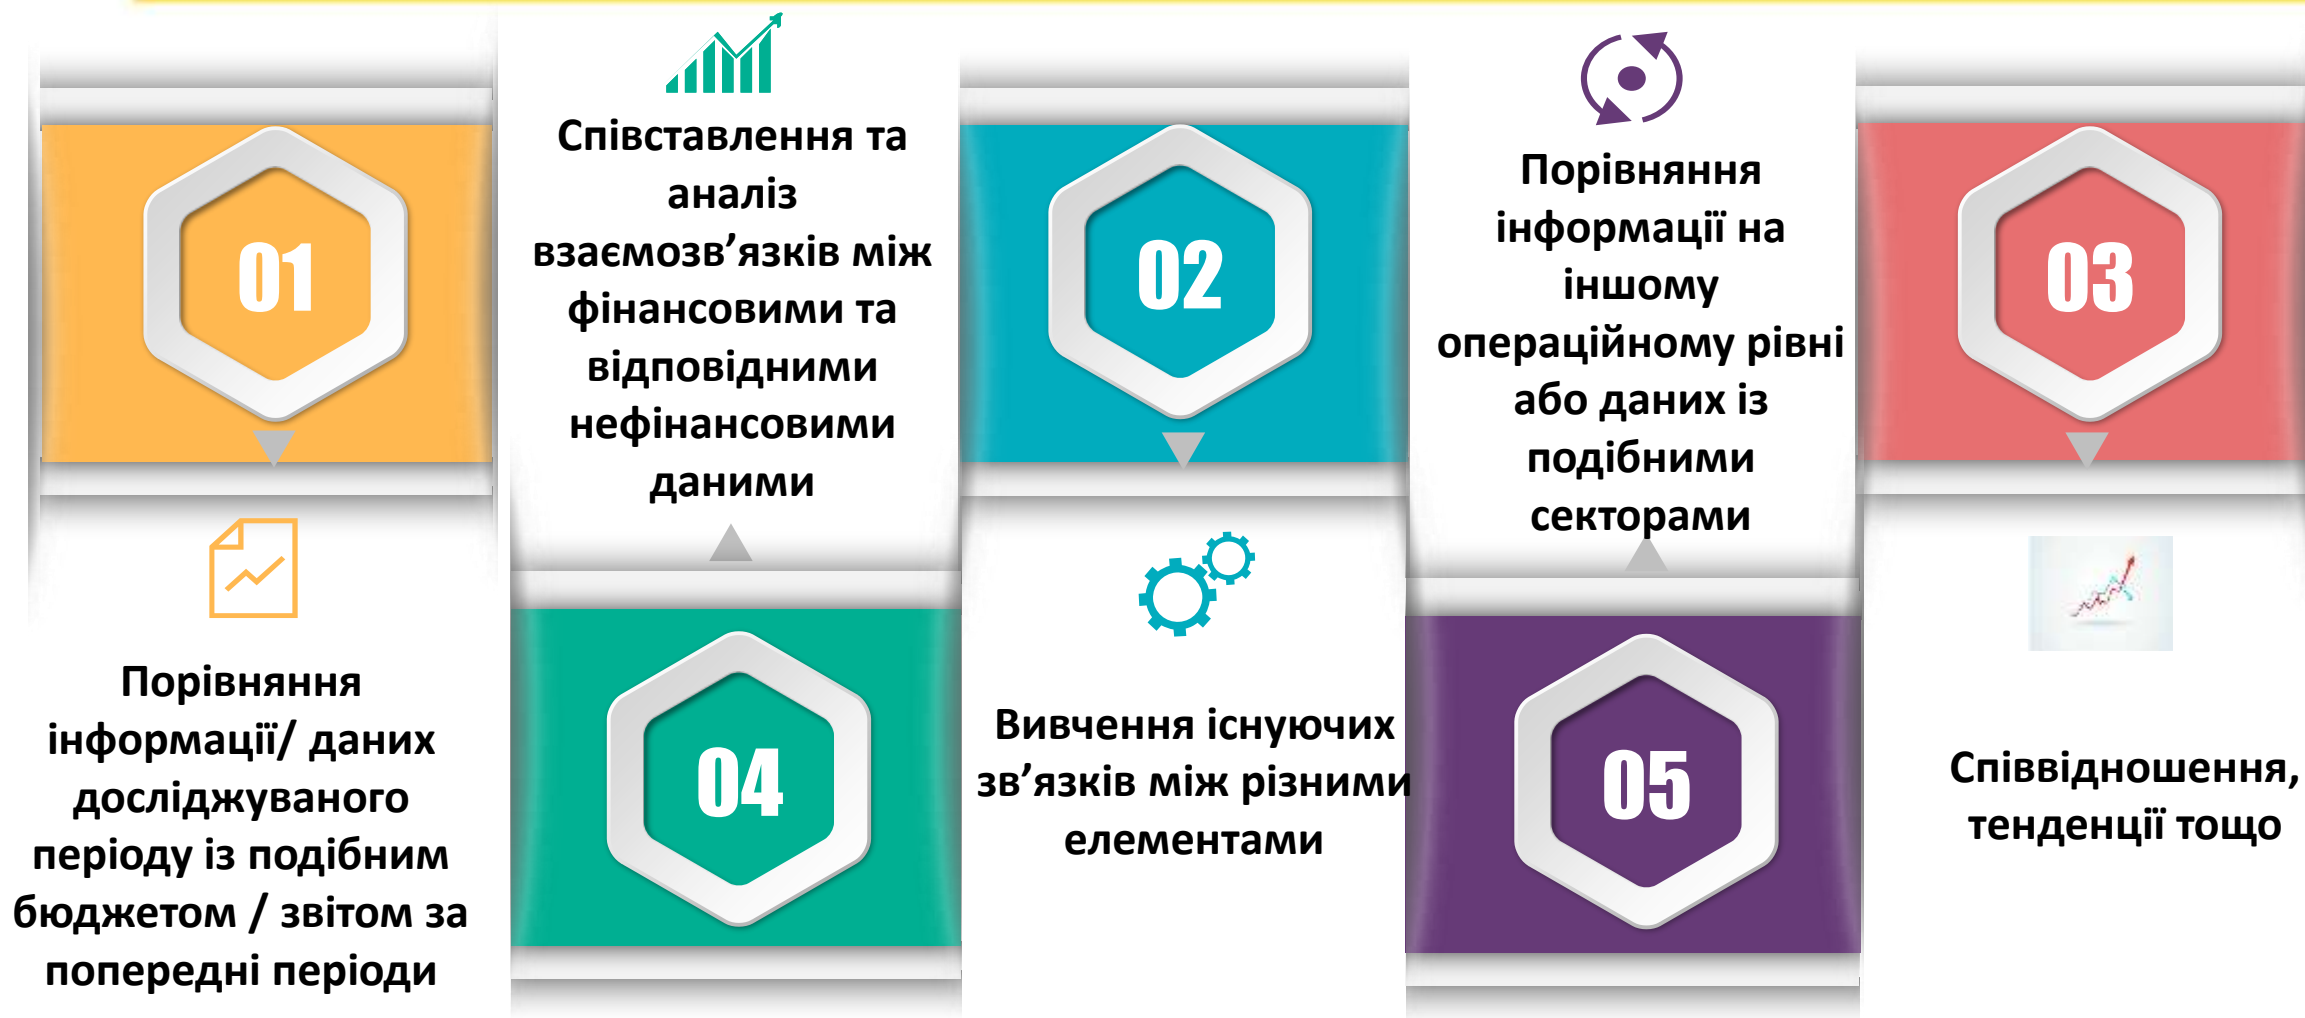 01
Порівняння
інформації/ даних
досліджуваного
періоду із подібним
бюджетом / звітом за
попередні періоди
Співставлення та
аналіз
взаємозв’язків між
фінансовими та
відповідними
нефінансовими
даними
04
02
Вивчення існуючих
зв’язків між різними
елементами
Порівняння
інформації на
іншому
операційному рівні
або даних із
подібними
секторами
05
03
Співвідношення,
тенденції тощо